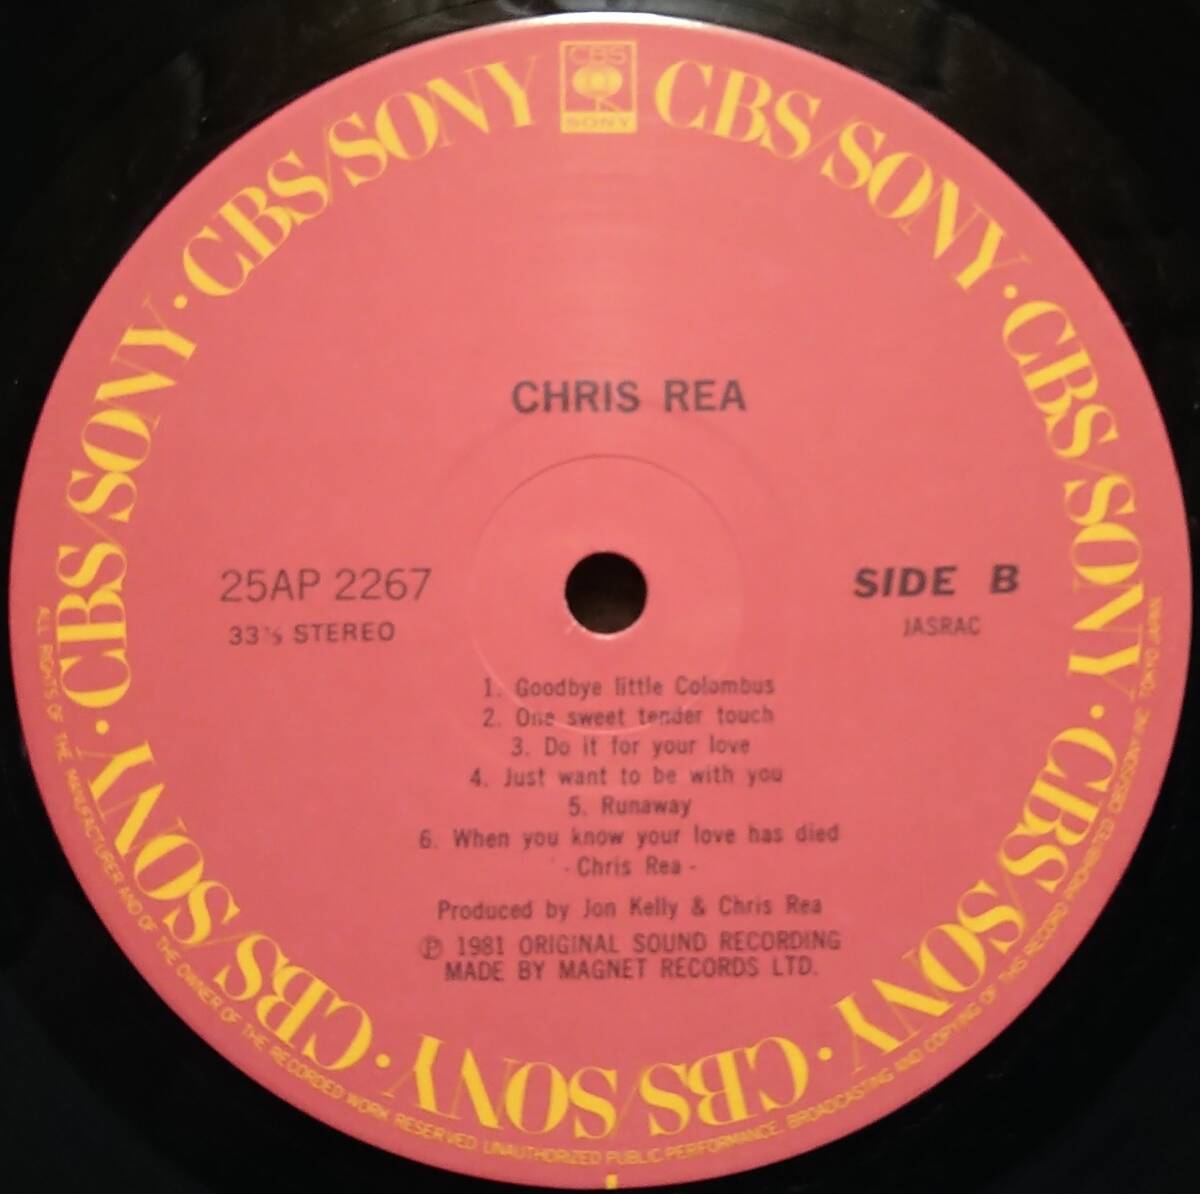 CBS
SONY
CBS/SONY · CBS/SONY · CBS/SONY · CBS/SONY · CBS/SONY · CBS/SONY · CBS/SONY
CHRIS REA
25AP 2267
33⅓ STEREO
SIDE B
JASRAC
1. Goodbye little Colombus
2. One sweet tender touch
3. Do it for your love
4. Just want to be with you
5. Runaway
6. When you know your love has died
- Chris Rea -
Produced by Jon Kelly & Chris Rea
Ⓟ 1981 ORIGINAL SOUND RECORDING
MADE BY MAGNET RECORDS LTD.
ALL RIGHTS OF THE MANUFACTURER AND OF THE OWNER OF THE RECORDED WORK RESERVED UNAUTHORIZED PUBLIC PERFORMANCE, BROADCASTING AND COPYING OF THIS RECORD PROHIBITED CBS/SONY INC. TOKYO JAPAN